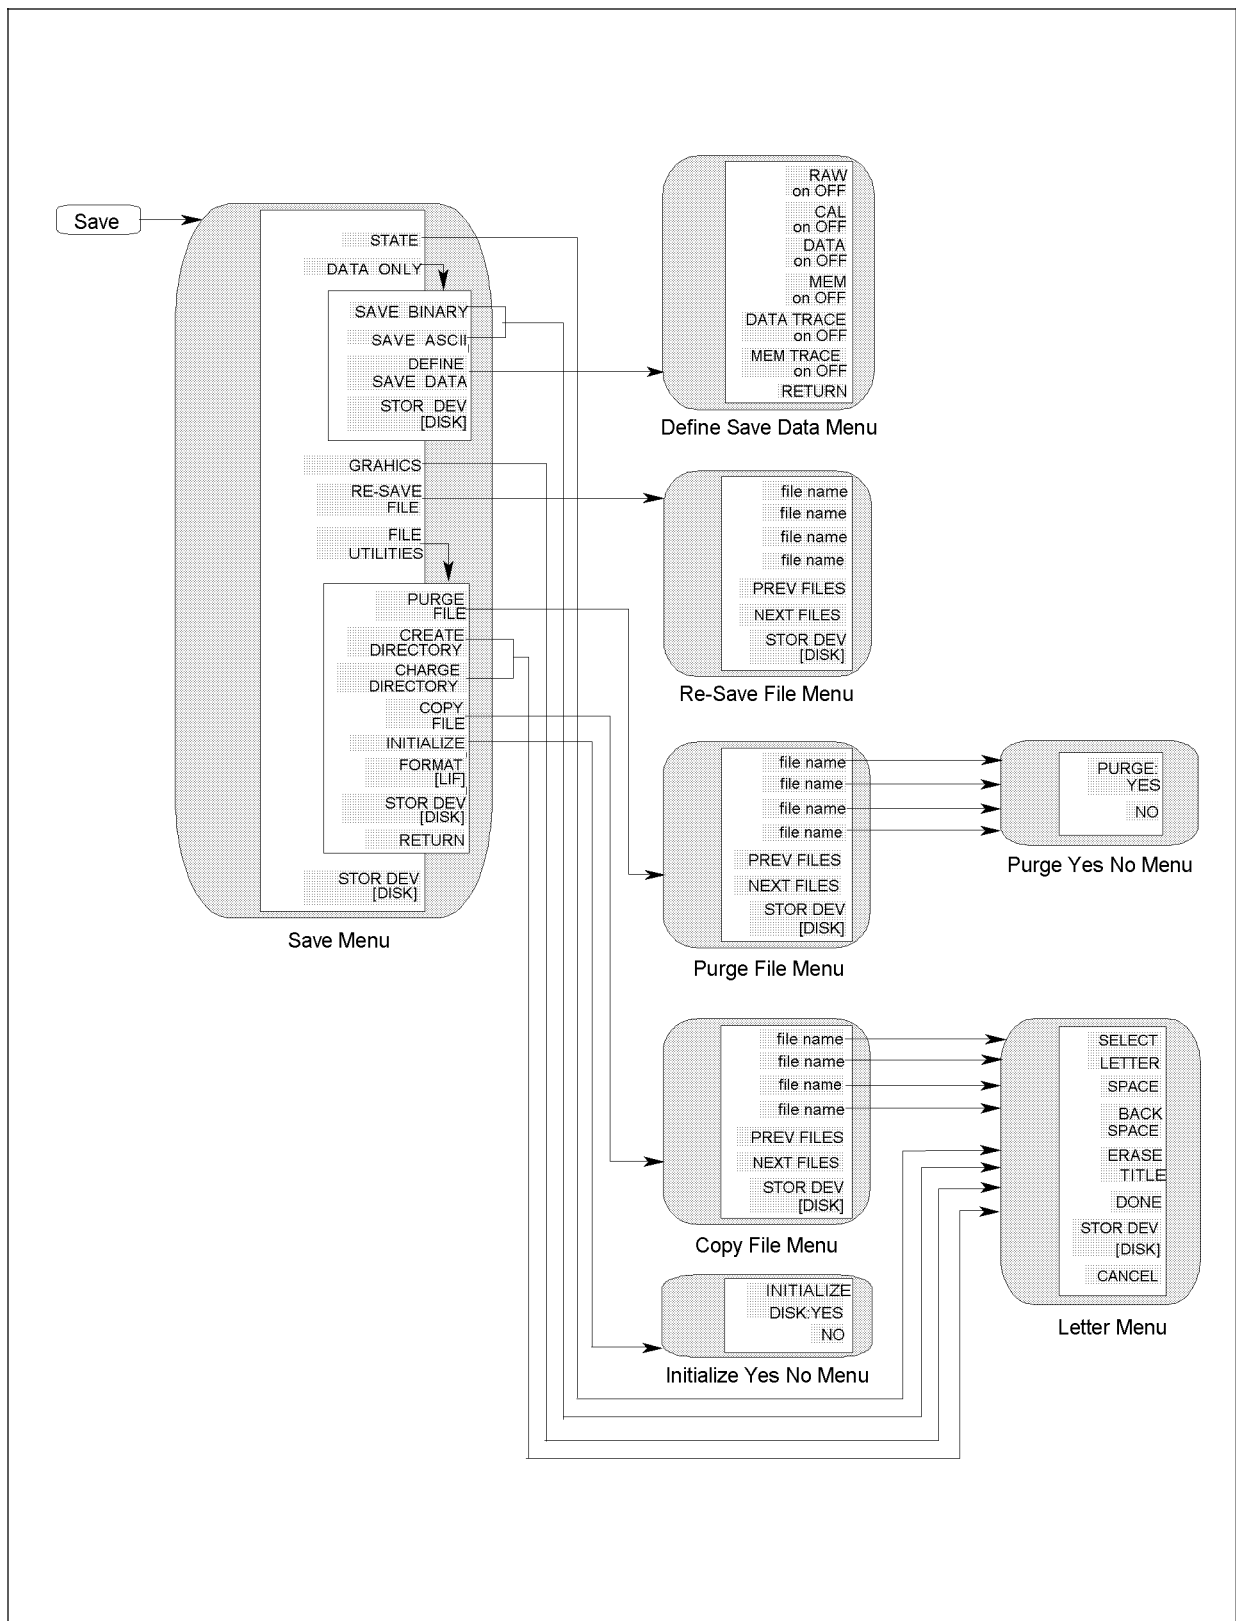 Save
STATE
DATA ONLY
SAVE BINARY
SAVE ASCII
DEFINE
SAVE DATA
STOR DEV
[DISK]
GRAHICS
RE-SAVE
FILE
FILE
UTILITIES
PURGE
FILE
CREATE
DIRECTORY
CHARGE
DIRECTORY
COPY
FILE
INITIALIZE
FORMAT
[LIF]
STOR DEV
[DISK]
RETURN
STOR DEV
[DISK]
Save Menu
RAW
on OFF
CAL
on OFF
DATA
on OFF
MEM
on OFF
DATA TRACE
on OFF
MEM TRACE
on OFF
RETURN
Define Save Data Menu
file name
file name
file name
file name
PREV FILES
NEXT FILES
STOR DEV
[DISK]
Re-Save File Menu
file name
file name
file name
file name
PREV FILES
NEXT FILES
STOR DEV
[DISK]
Purge File Menu
PURGE:
YES
NO
Purge Yes No Menu
file name
file name
file name
file name
PREV FILES
NEXT FILES
STOR DEV
[DISK]
Copy File Menu
SELECT
LETTER
SPACE
BACK
SPACE
ERASE
TITLE
DONE
STOR DEV
[DISK]
CANCEL
Letter Menu
INITIALIZE
DISK:YES
NO
Initialize Yes No Menu